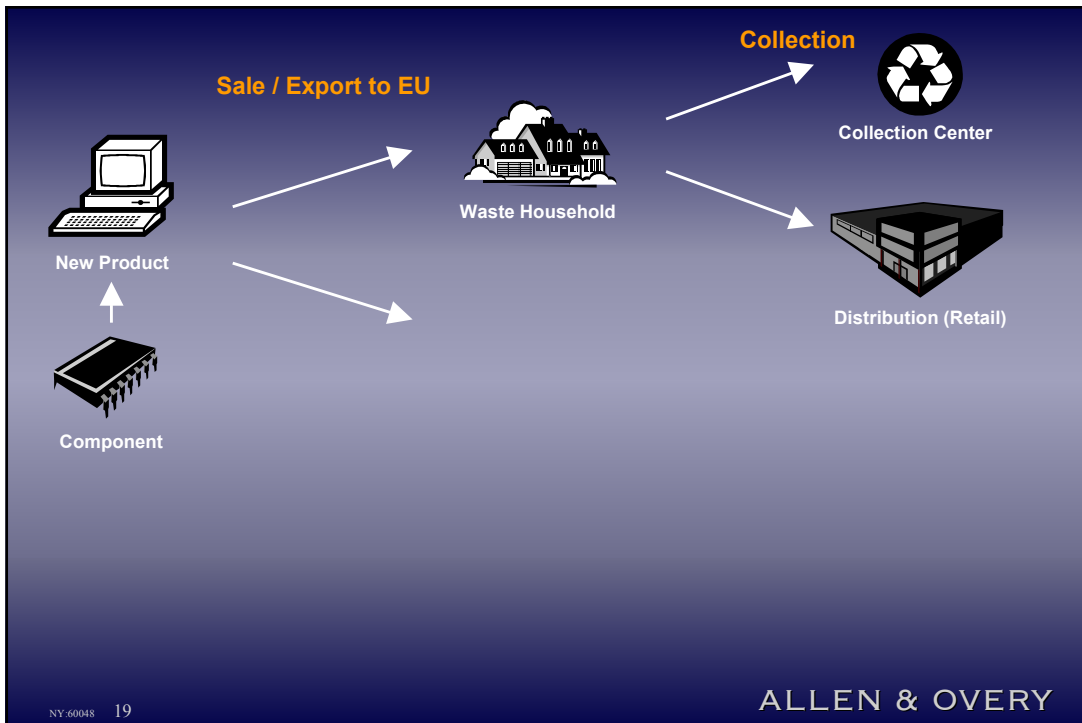 Collection
Sale / Export to EU
Collection Center
Waste Household
New Product
Distribution (Retail)
Component
NY:60048 19
ALLEN & OVERY